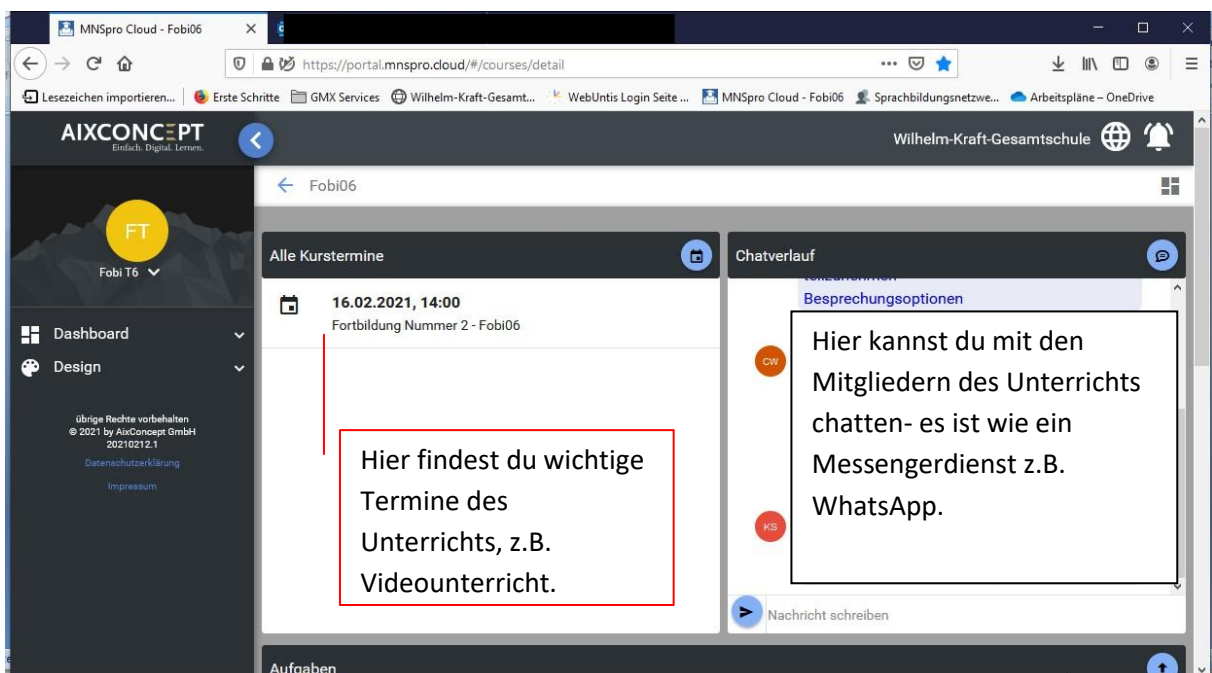 MNSpro Cloud - Fobi06
https://portal.mnspro.cloud/#/courses/detail
Lesezeichen importieren... Erste Schritte GMX Services Wilhelm-Kraft-Gesamt... WebUntis Login Seite ... MNSpro Cloud - Fobi06 Sprachbildungsnetzwe... Arbeitspläne – OneDrive
AIXCONCEPT
Einfach. Digital. Lernen.
Wilhelm-Kraft-Gesamtschule
Fobi06
FT
Fobi T6
Dashboard
Design
übrige Rechte vorbehalten
© 2021 by AixConcept GmbH
20210212.1
Datenschutzerklärung
Impressum
Alle Kurstermine
16.02.2021, 14:00
Fortbildung Nummer 2 - Fobi06
Hier findest du wichtige
Termine des
Unterrichts, z.B.
Videounterricht.
Chatverlauf
teilzunehmen
Besprechungsoptionen
CW
Hier kannst du mit den
Mitgliedern des Unterrichts
chatten- es ist wie ein
Messengerdienst z.B.
WhatsApp.
KS
Nachricht schreiben
Aufgaben